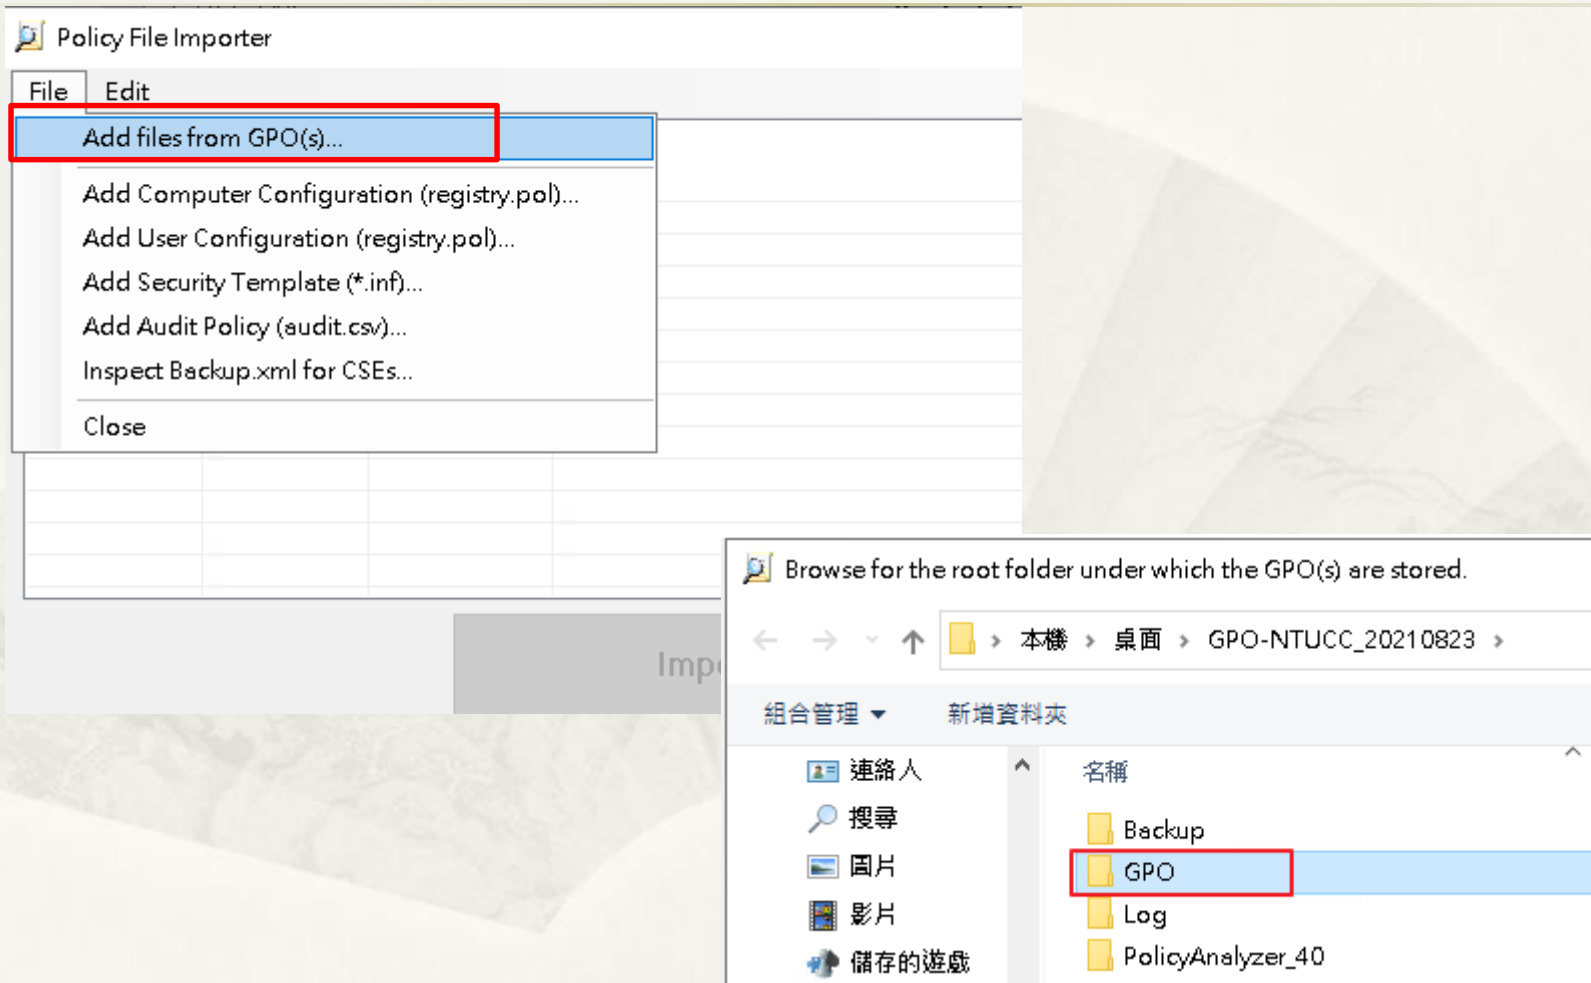 Policy File Importer
File Edit
Add files from GPO(s)...
Add Computer Configuration (registry.pol)...
Add User Configuration (registry.pol)...
Add Security Template (*.inf)...
Add Audit Policy (audit.csv)...
Inspect Backup.xml for CSEs...
Close
Browse for the root folder under which the GPO(s) are stored.
本機 > 桌面 > GPO-NTUCC_20210823 >
組合管理 新增資料夾
連絡人
搜尋
圖片
影片
儲存的遊戲
名稱
Backup
GPO
Log
PolicyAnalyzer_40